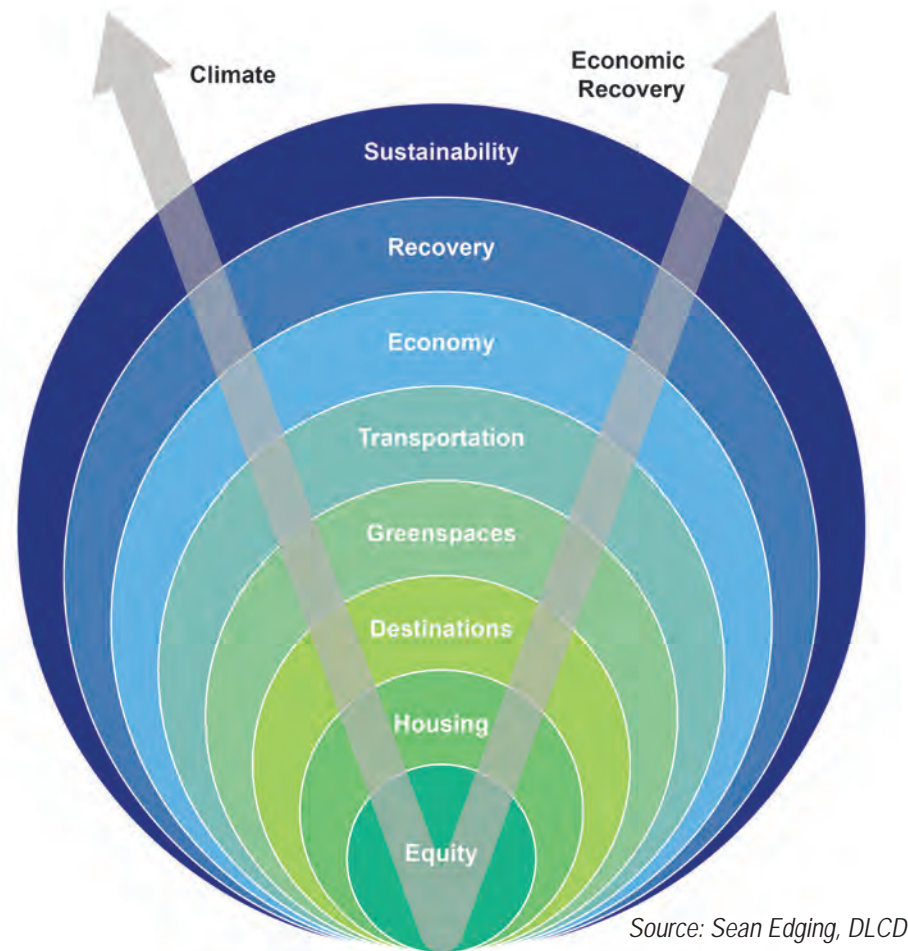 Climate
Economic
Recovery
Sustainability
Recovery
Economy
Transportation
Greenspaces
Destinations
Housing
Equity
Source: Sean Edging, DLCD